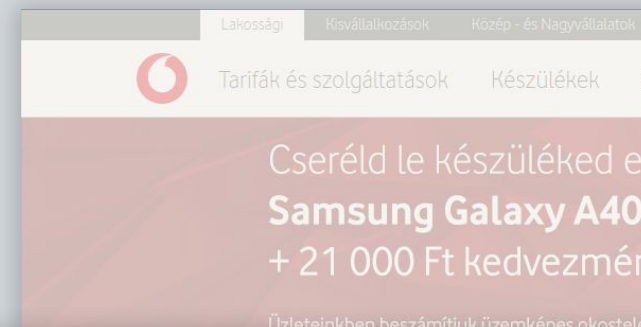 Lakossági Kisvállalkozások Közép - és Nagyvállalatok
Tarifák és szolgáltatások Készülékek
Cseréld le készüléked e
Samsung Galaxy A40
+ 21 000 Ft kedvezmén
Üzleteinkben beszámítjuk üzemképes okostele